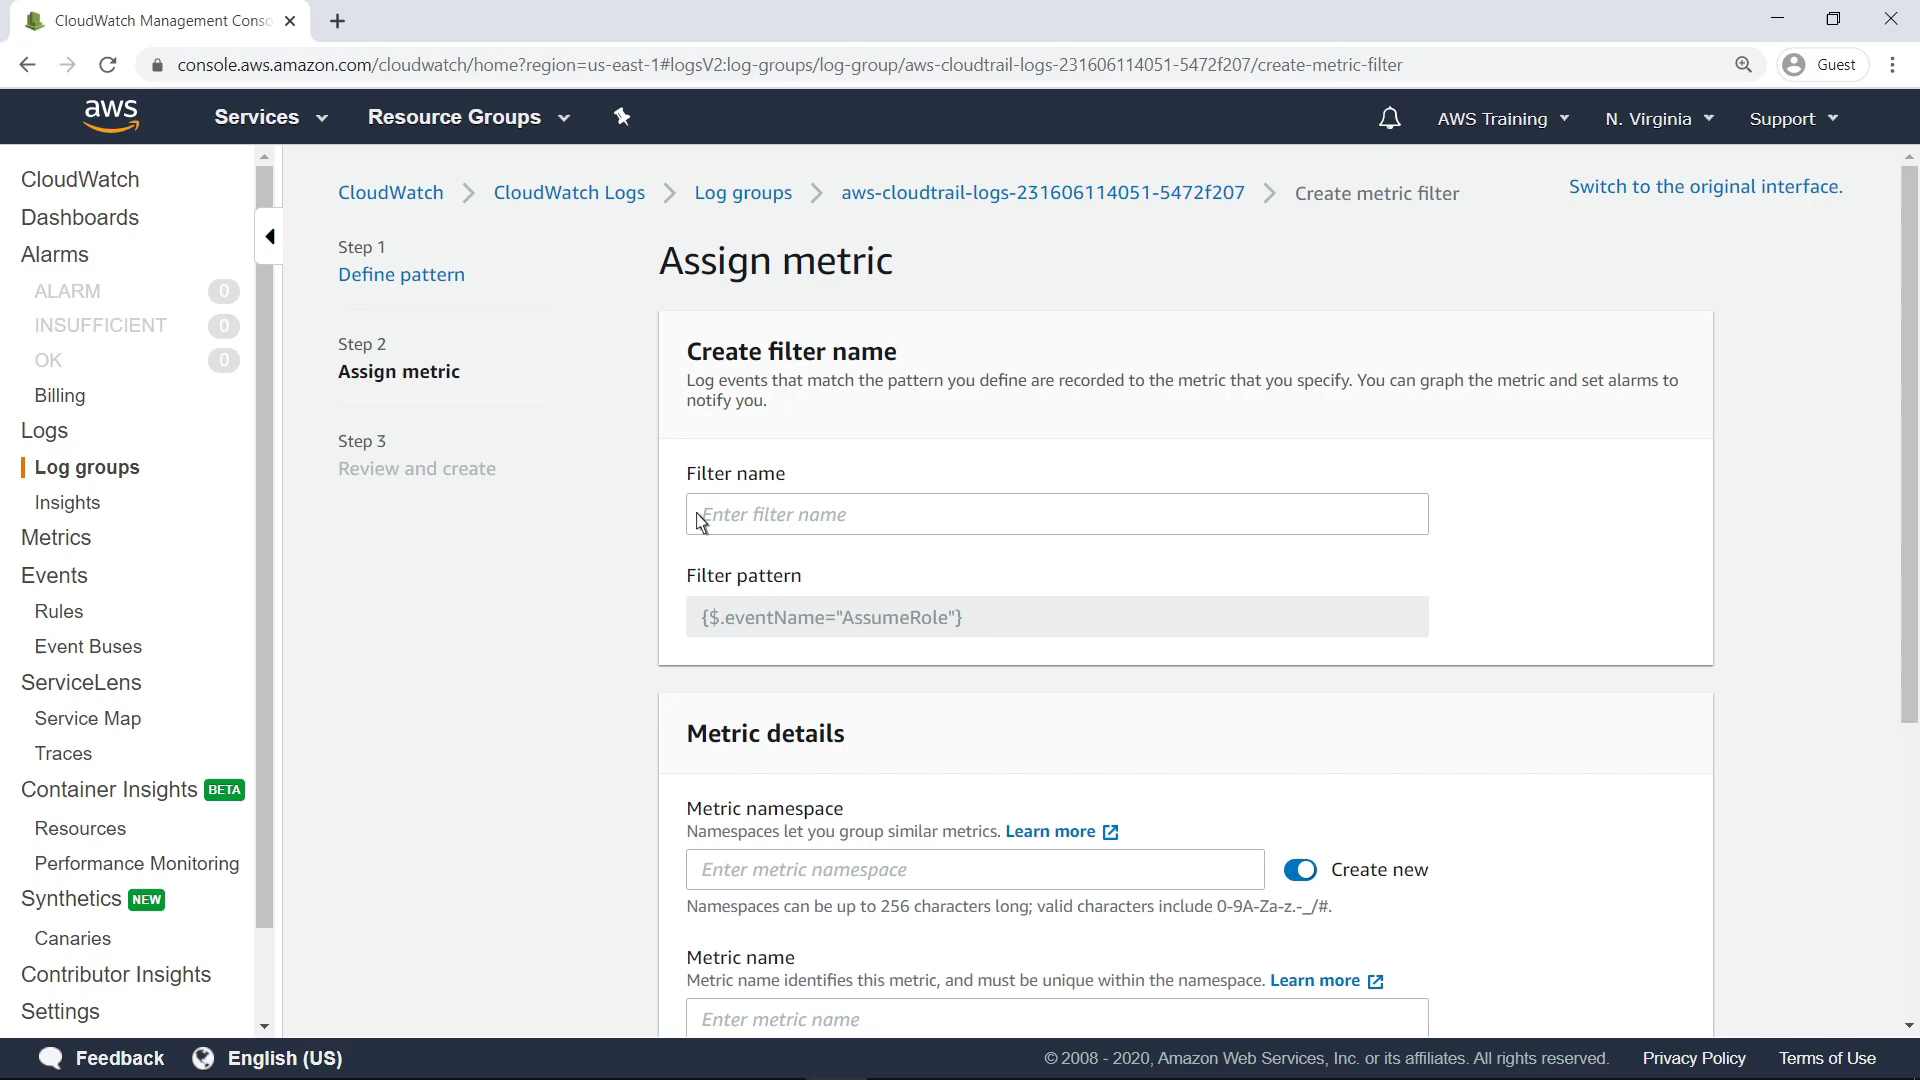 CloudWatch Management Conso
console.aws.amazon.com/cloudwatch/home?region=us-east-1#logsV2:log-groups/log-group/aws-cloudtrail-logs-231606114051-5472f207/create-metric-filter
Guest
aws
Services
Resource Groups
AWS Training
N. Virginia
Support
CloudWatch
Dashboards
Alarms
ALARM 0
INSUFFICIENT 0
OK 0
Billing
Logs
Log groups
Insights
Metrics
Events
Rules
Event Buses
ServiceLens
Service Map
Traces
Container Insights BETA
Resources
Performance Monitoring
Synthetics NEW
Canaries
Contributor Insights
Settings
CloudWatch
CloudWatch Logs
Log groups
aws-cloudtrail-logs-231606114051-5472f207
Create metric filter
Switch to the original interface.
Step 1
Define pattern
Step 2
Assign metric
Step 3
Review and create
Assign metric
Create filter name
Log events that match the pattern you define are recorded to the metric that you specify. You can graph the metric and set alarms to
notify you.
Filter name
Enter filter name
Filter pattern
{$.eventName="AssumeRole"}
Metric details
Metric namespace
Namespaces let you group similar metrics. Learn more
Enter metric namespace
Create new
Namespaces can be up to 256 characters long; valid characters include 0-9A-Za-z.-_/#.
Metric name
Metric name identifies this metric, and must be unique within the namespace. Learn more
Enter metric name
Feedback
English (US)
© 2008 - 2020, Amazon Web Services, Inc. or its affiliates. All rights reserved.
Privacy Policy
Terms of Use